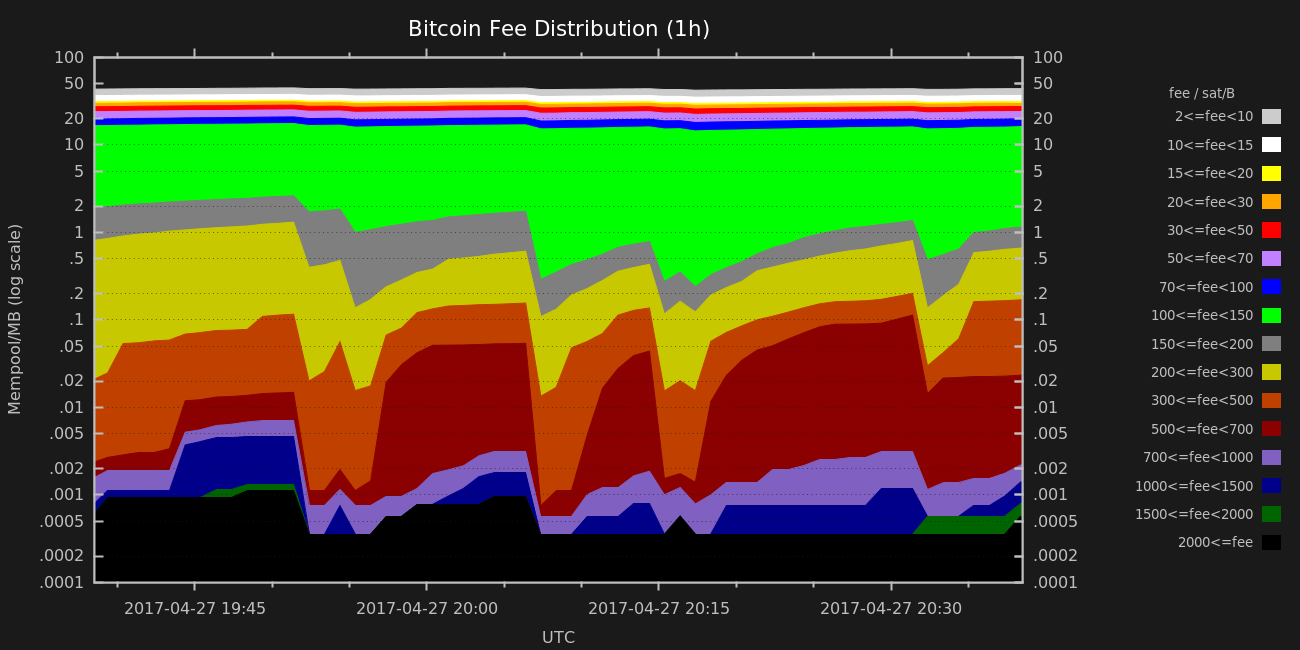 Bitcoin Fee Distribution (1h)
100
50
20
10
5
2
1
.5
.2
.1
.05
.02
.01
.005
.002
.001
.0005
.0002
.0001
Mempool/MB (log scale)
100
50
20
10
5
2
1
.5
.2
.1
.05
.02
.01
.005
.002
.001
.0005
.0002
.0001
2017-04-27 19:45
2017-04-27 20:00
2017-04-27 20:15
2017-04-27 20:30
UTC
fee / sat/B
2<=fee<10
10<=fee<15
15<=fee<20
20<=fee<30
30<=fee<50
50<=fee<70
70<=fee<100
100<=fee<150
150<=fee<200
200<=fee<300
300<=fee<500
500<=fee<700
700<=fee<1000
1000<=fee<1500
1500<=fee<2000
2000<=fee